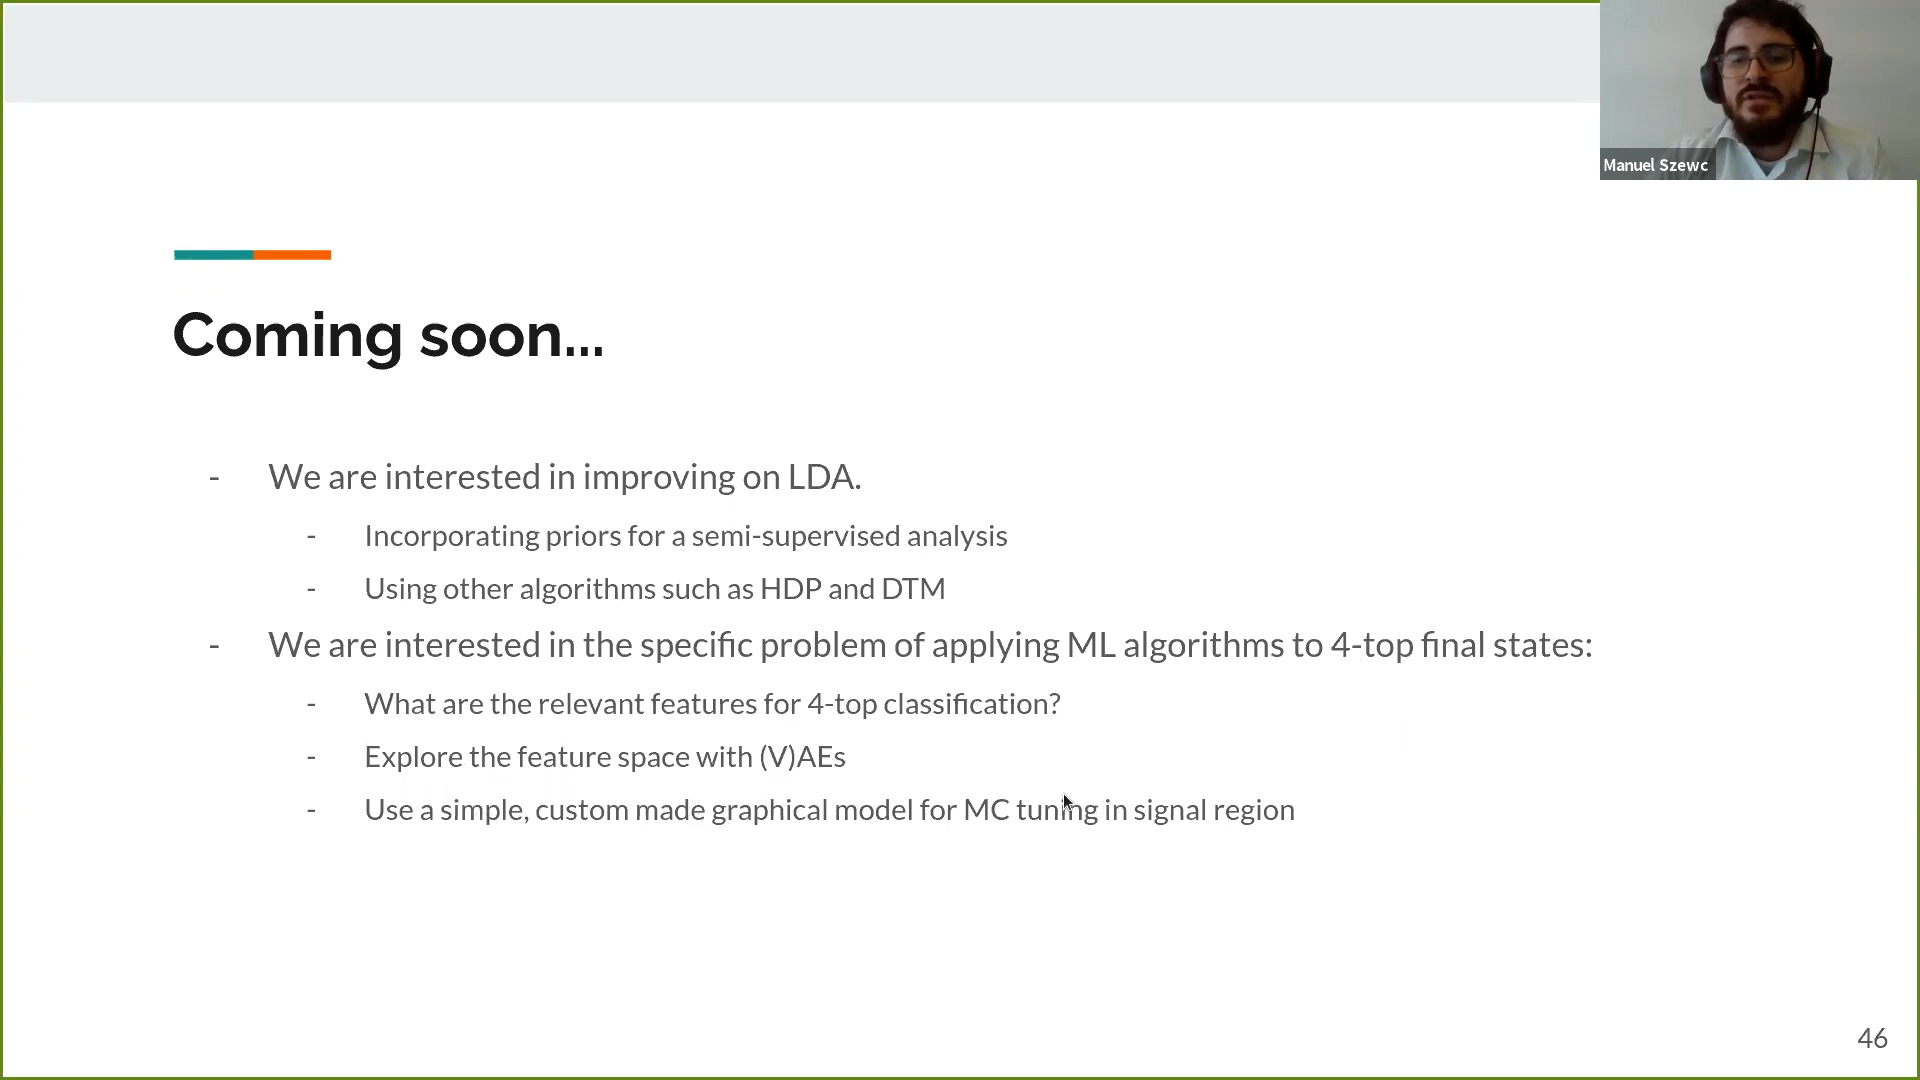 Manuel Szewc
Coming soon...
- We are interested in improving on LDA.
- Incorporating priors for a semi-supervised analysis
- Using other algorithms such as HDP and DTM
- We are interested in the specific problem of applying ML algorithms to 4-top final states:
- What are the relevant features for 4-top classification?
- Explore the feature space with (V)AEs
- Use a simple, custom made graphical model for MC tuning in signal region
46